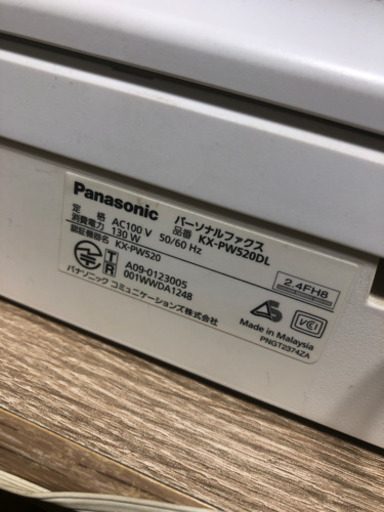 Panasonic パーソナルファクス
定 格 AC100 V 50/60 Hz 品番 KX-PW520DL
消費電力 130 W
認証機器名 KX-PW520
T A09-0123005
R 001WWDA1248
パナソニック コミュニケーションズ株式会社
2.4FH8
VCI
Made in Malaysia
PNGT2374ZA